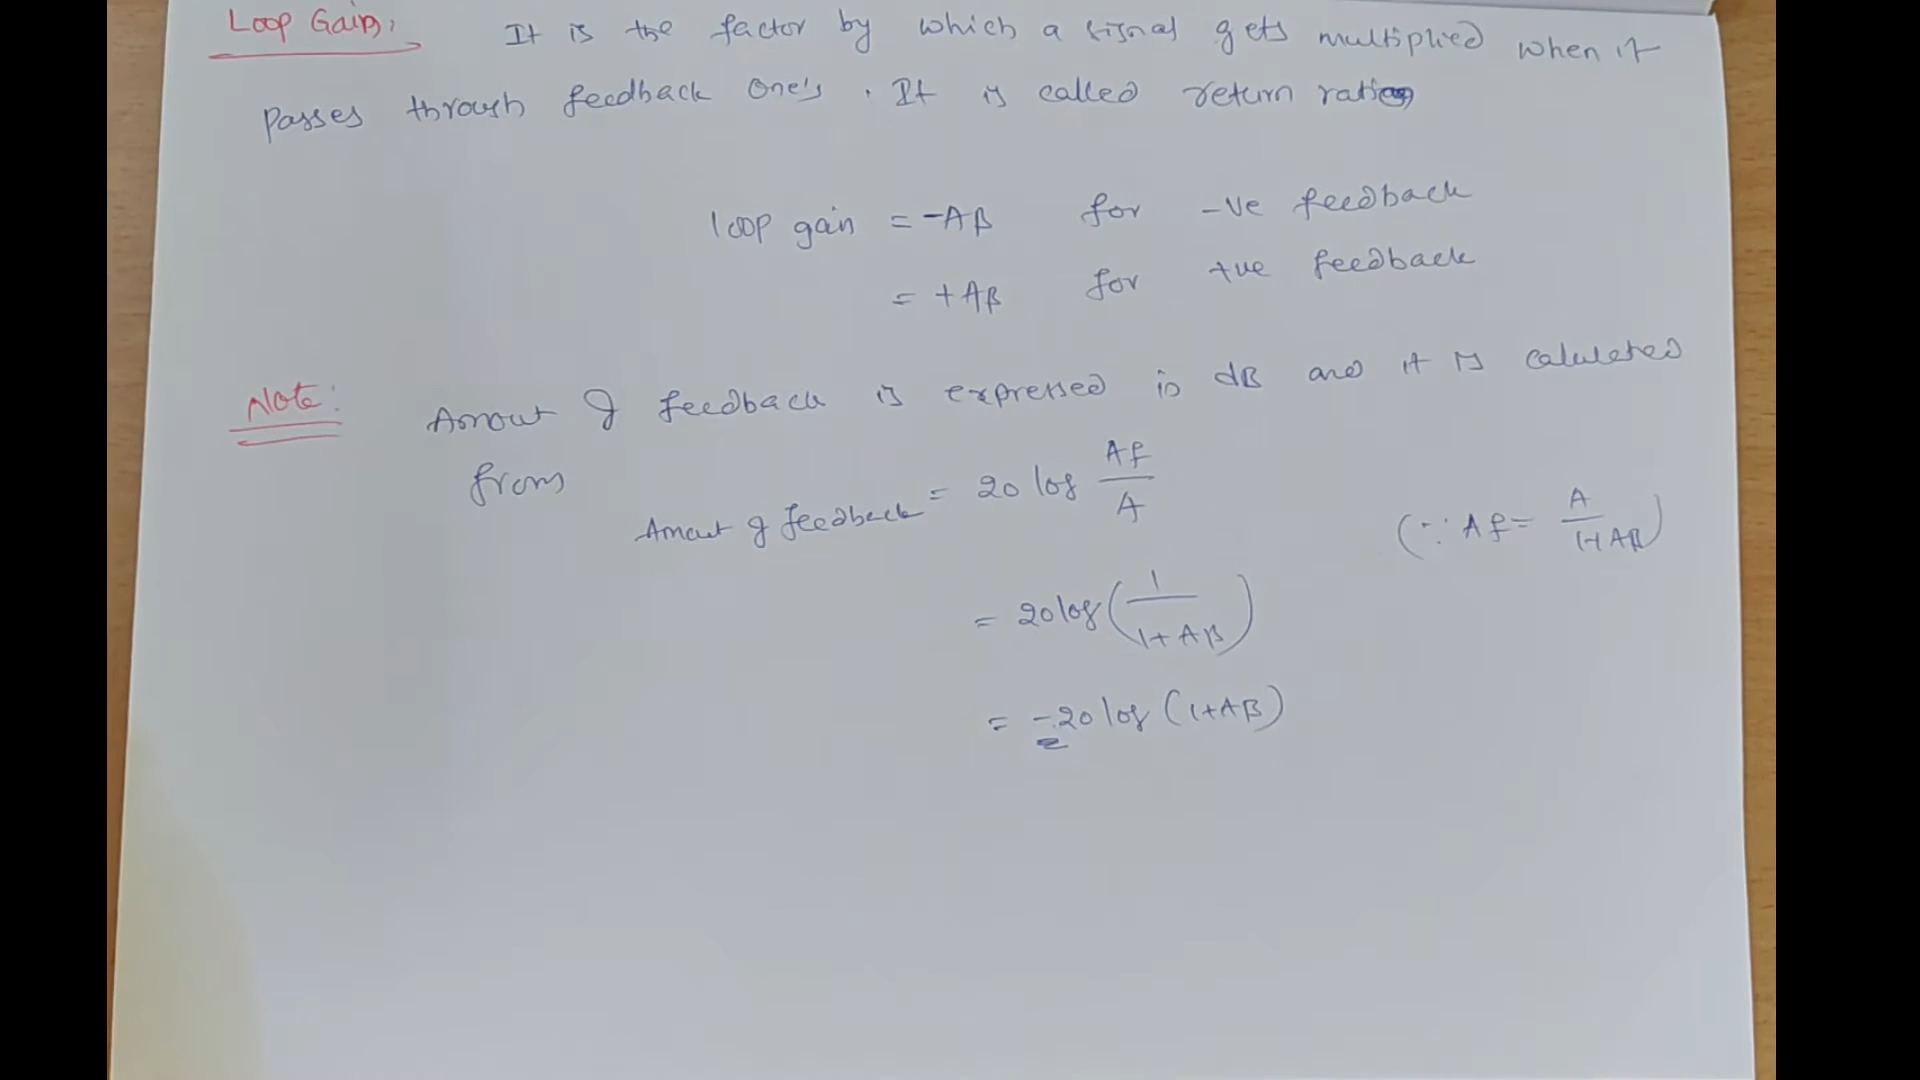 Loop Gain: It is the factor by which a signal gets multiplied when it
passes through feedback one's. It is called return ratio
loop gain = -Aβ for -ve feedback
= +Aβ for +ve feedback
Note: Amout of feedback is expressed in dB and it is calculated
from
Amout of feedback = 20 log Af/A (∵ Af = A/1+Aβ)
= 20 log (1/1+Aβ)
= -20 log (1+Aβ)